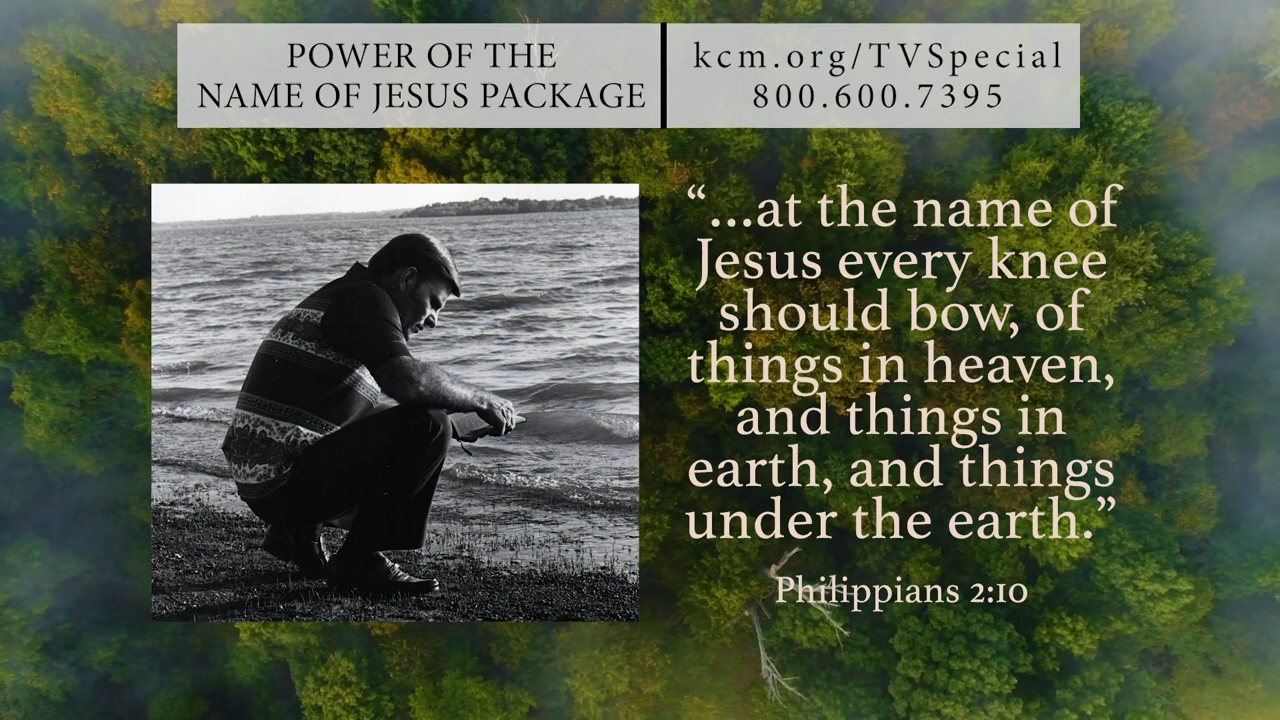 POWER OF THE
NAME OF JESUS PACKAGE
kcm.org/TVSpecial
800.600.7395
“...at the name of
Jesus every knee
should bow, of
things in heaven,
and things in
earth, and things
under the earth.”
Philippians 2:10